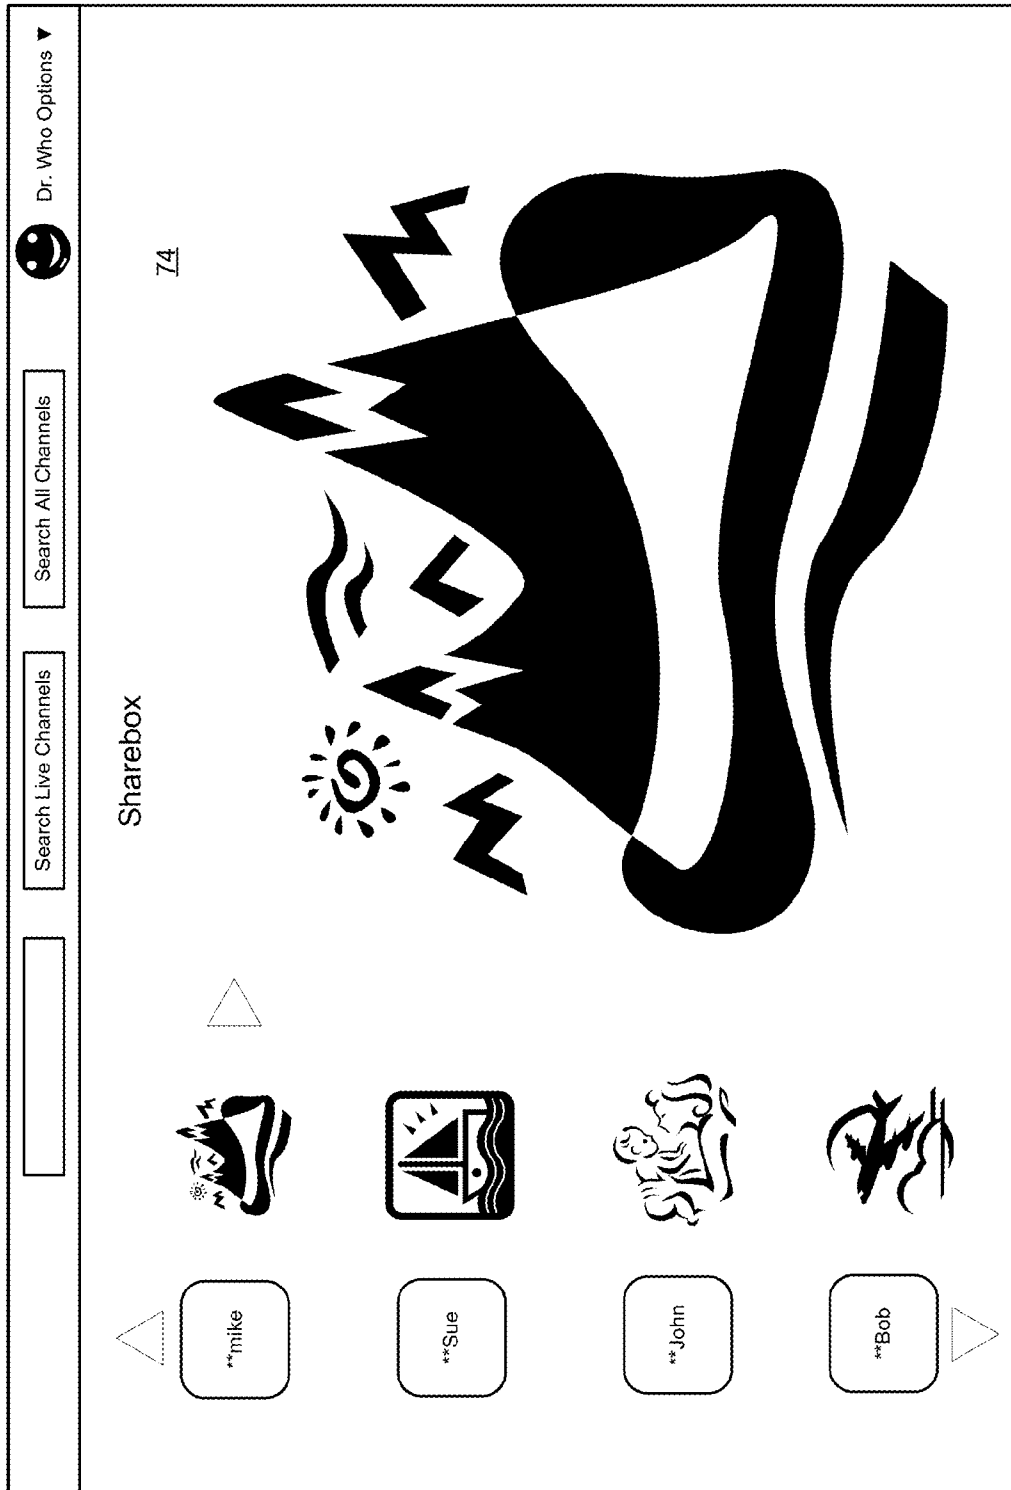 Search Live Channels
Search All Channels
Dr. Who Options ▼
Sharebox
74
**mike
**Sue
**John
**Bob